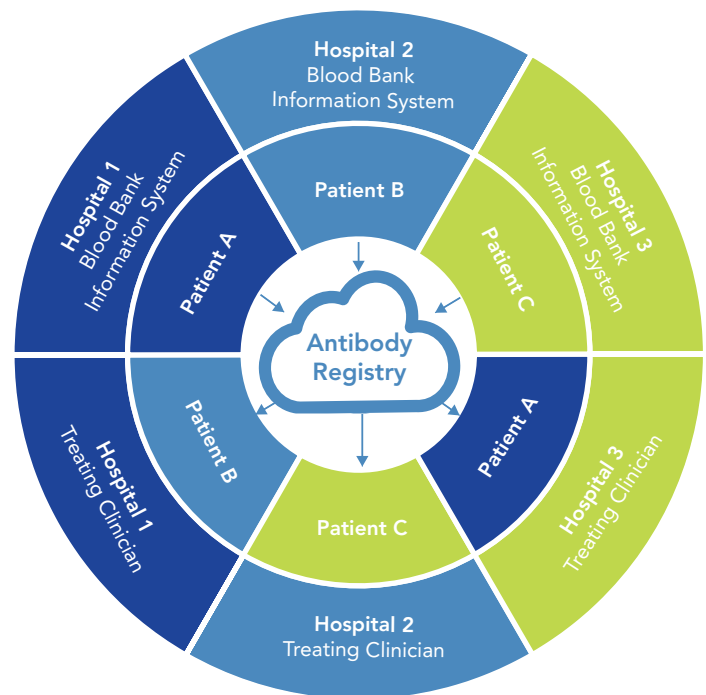 Hospital 2
Blood Bank
Information System
Hospital 1
Blood Bank
Information System
Hospital 3
Blood Bank
Information System
Patient B
Patient A
Patient C
Antibody
Registry
Patient B
Patient A
Patient C
Hospital 1
Treating Clinician
Hospital 3
Treating Clinician
Hospital 2
Treating Clinician